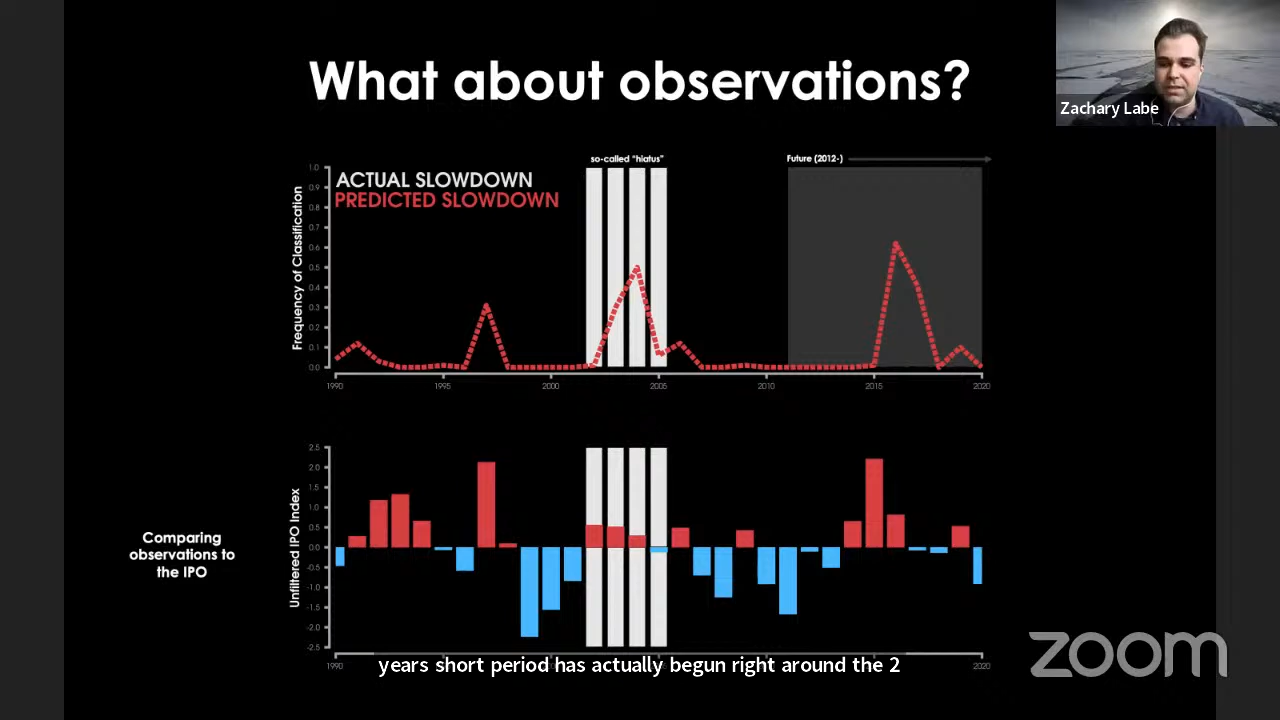 What about observations?
Zachary Labe
so-called "hiatus"
Future (2012-)
ACTUAL SLOWDOWN
PREDICTED SLOWDOWN
Frequency of Classification
1.0
0.9
0.8
0.7
0.6
0.5
0.4
0.3
0.2
0.1
0.0
1990
1995
2000
2005
2010
2015
2020
Comparing
observations to
the IPO
Unfiltered IPO Index
2.5
2.0
1.5
1.0
0.5
0.0
-0.5
-1.0
-1.5
-2.0
-2.5
1990
2020
years short period has actually begun right around the 2
zoom